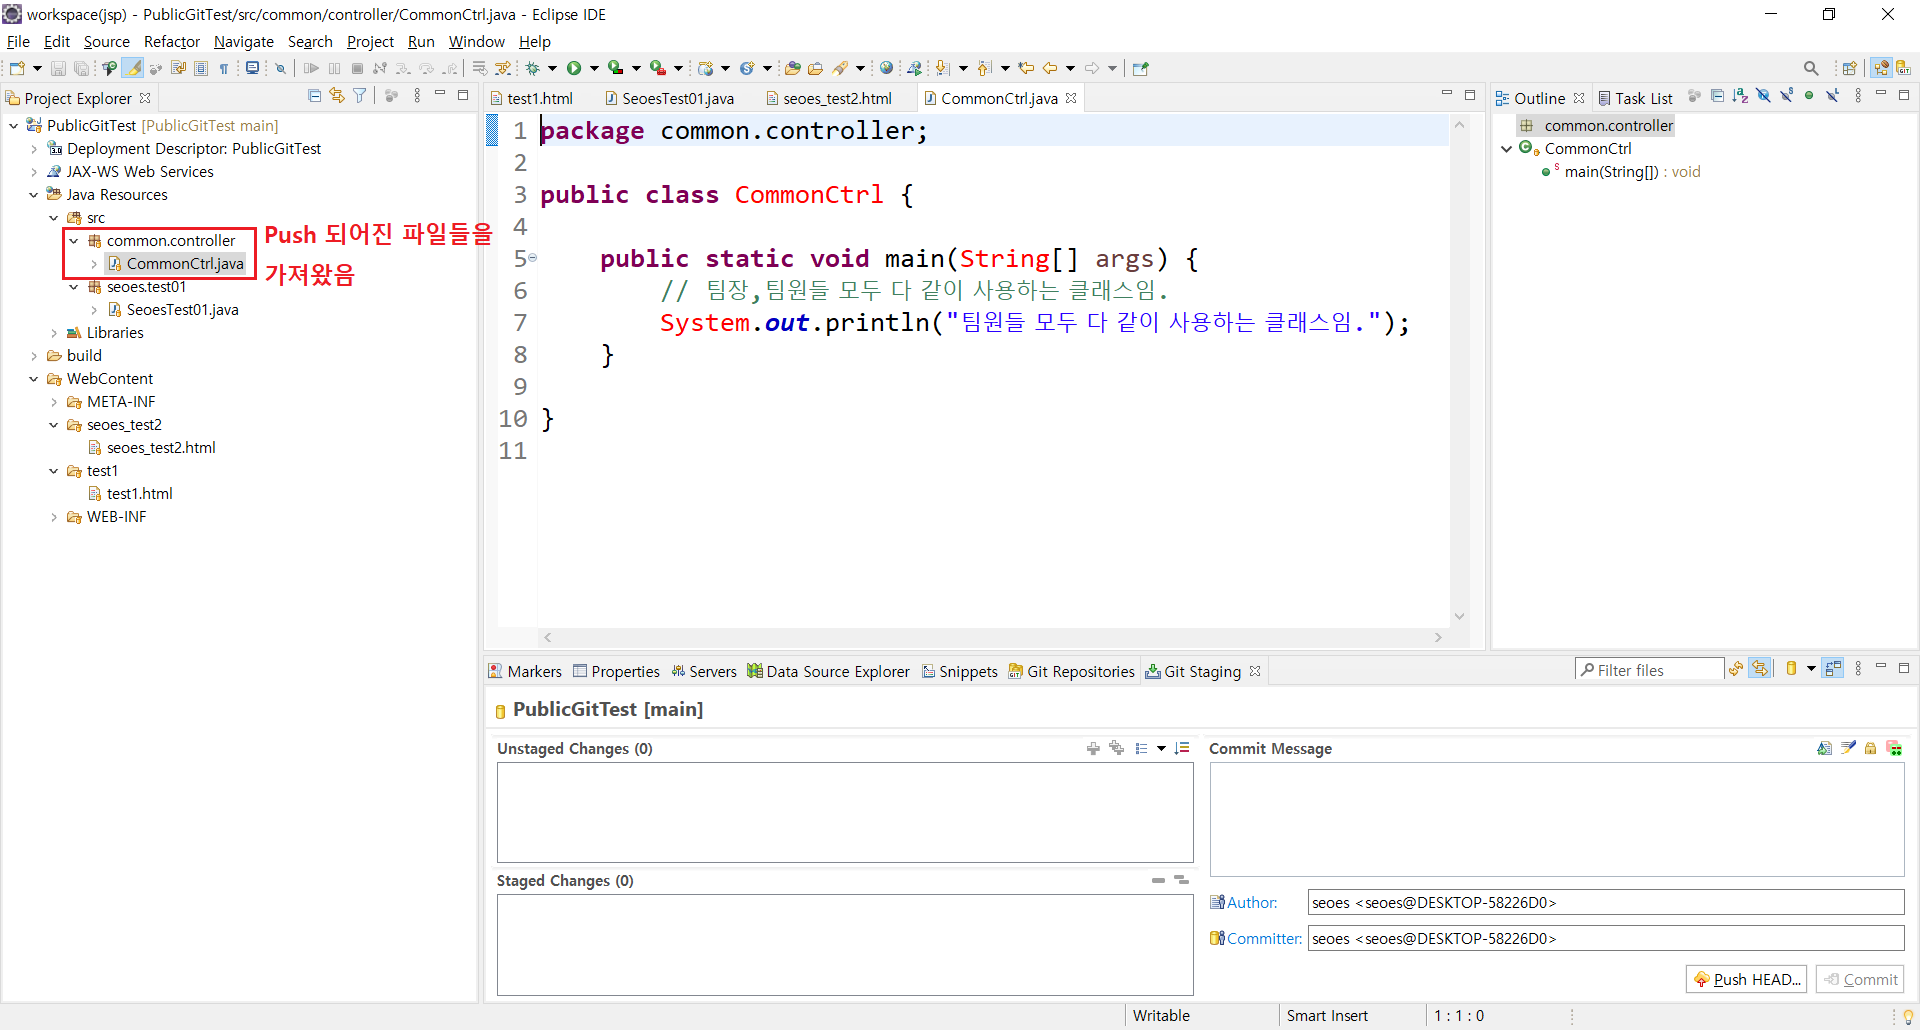 workspace(jsp) - PublicGitTest/src/common/controller/CommonCtrl.java - Eclipse IDE
File Edit Source Refactor Navigate Search Project Run Window Help
Project Explorer
PublicGitTest [PublicGitTest main]
Deployment Descriptor: PublicGitTest
JAX-WS Web Services
Java Resources
src
common.controller
CommonCtrl.java
seoes.test01
SeoesTest01.java
Libraries
build
WebContent
META-INF
seoes_test2
seoes_test2.html
test1
test1.html
WEB-INF
Push 되어진 파일들을
가져왔음
test1.html SeoesTest01.java seoes_test2.html CommonCtrl.java
1 package common.controller;
2
3 public class CommonCtrl {
4
5 public static void main(String[] args) {
6 // 팀장,팀원들 모두 다 같이 사용하는 클래스임.
7 System.out.println("팀원들 모두 다 같이 사용하는 클래스임.");
8 }
9
10 }
11
Outline Task List
common.controller
CommonCtrl
main(String[]) : void
Markers Properties Servers Data Source Explorer Snippets Git Repositories Git Staging
Filter files
PublicGitTest [main]
Unstaged Changes (0)
Staged Changes (0)
Commit Message
Author: seoes <seoes@DESKTOP-58226D0>
Committer: seoes <seoes@DESKTOP-58226D0>
Push HEAD... Commit
Writable Smart Insert 1 : 1 : 0